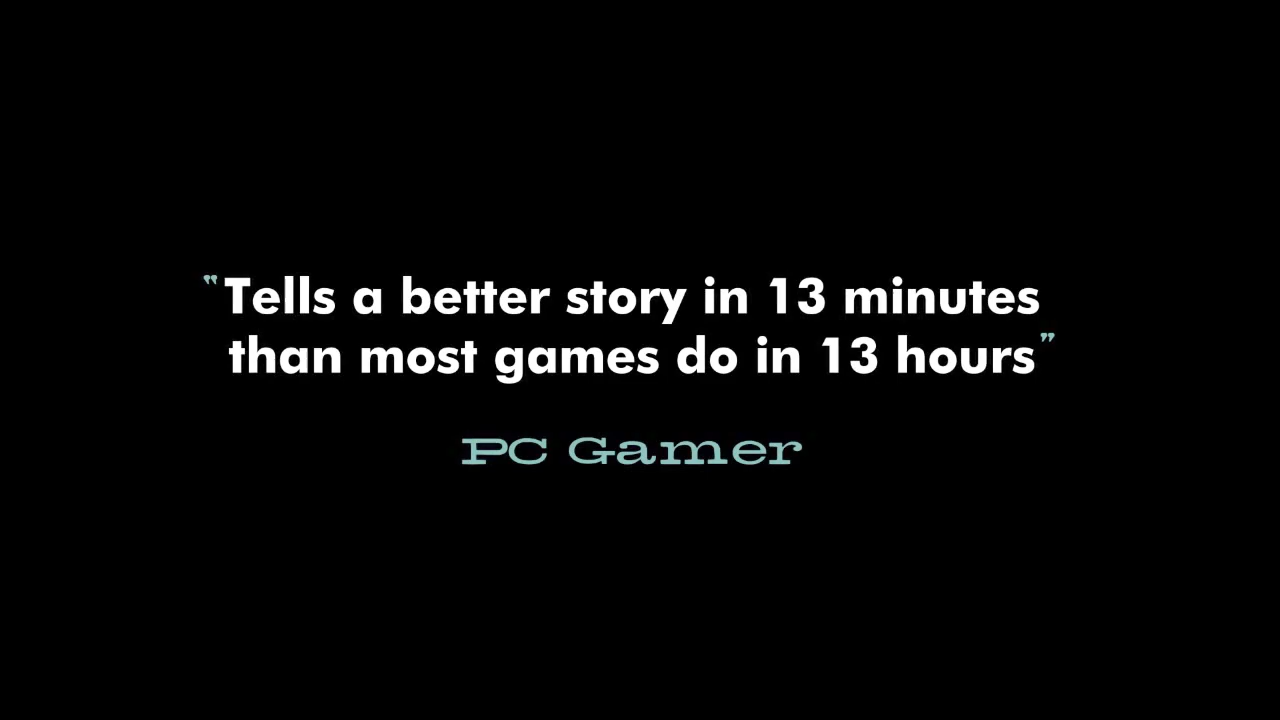 “Tells a better story in 13 minutes
than most games do in 13 hours”
PC Gamer